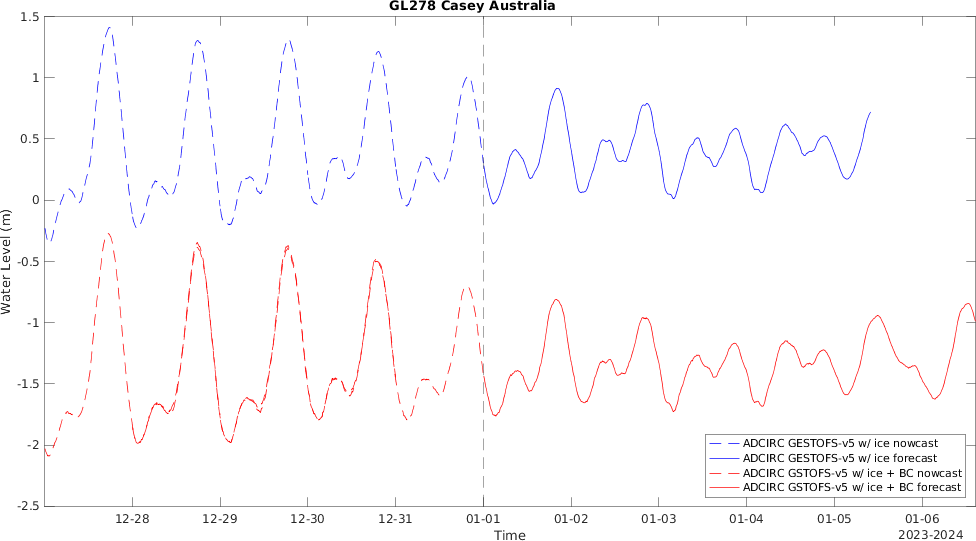 GL278 Casey Australia
1.5
1
0.5
0
-0.5
-1
-1.5
-2
-2.5
Water Level (m)
12-28 12-29 12-30 12-31 01-01 01-02 01-03 01-04 01-05 01-06
Time
2023-2024
ADCIRC GESTOFS-v5 w/ ice nowcast
ADCIRC GESTOFS-v5 w/ ice forecast
ADCIRC GSTOFS-v5 w/ ice + BC nowcast
ADCIRC GSTOFS-v5 w/ ice + BC forecast